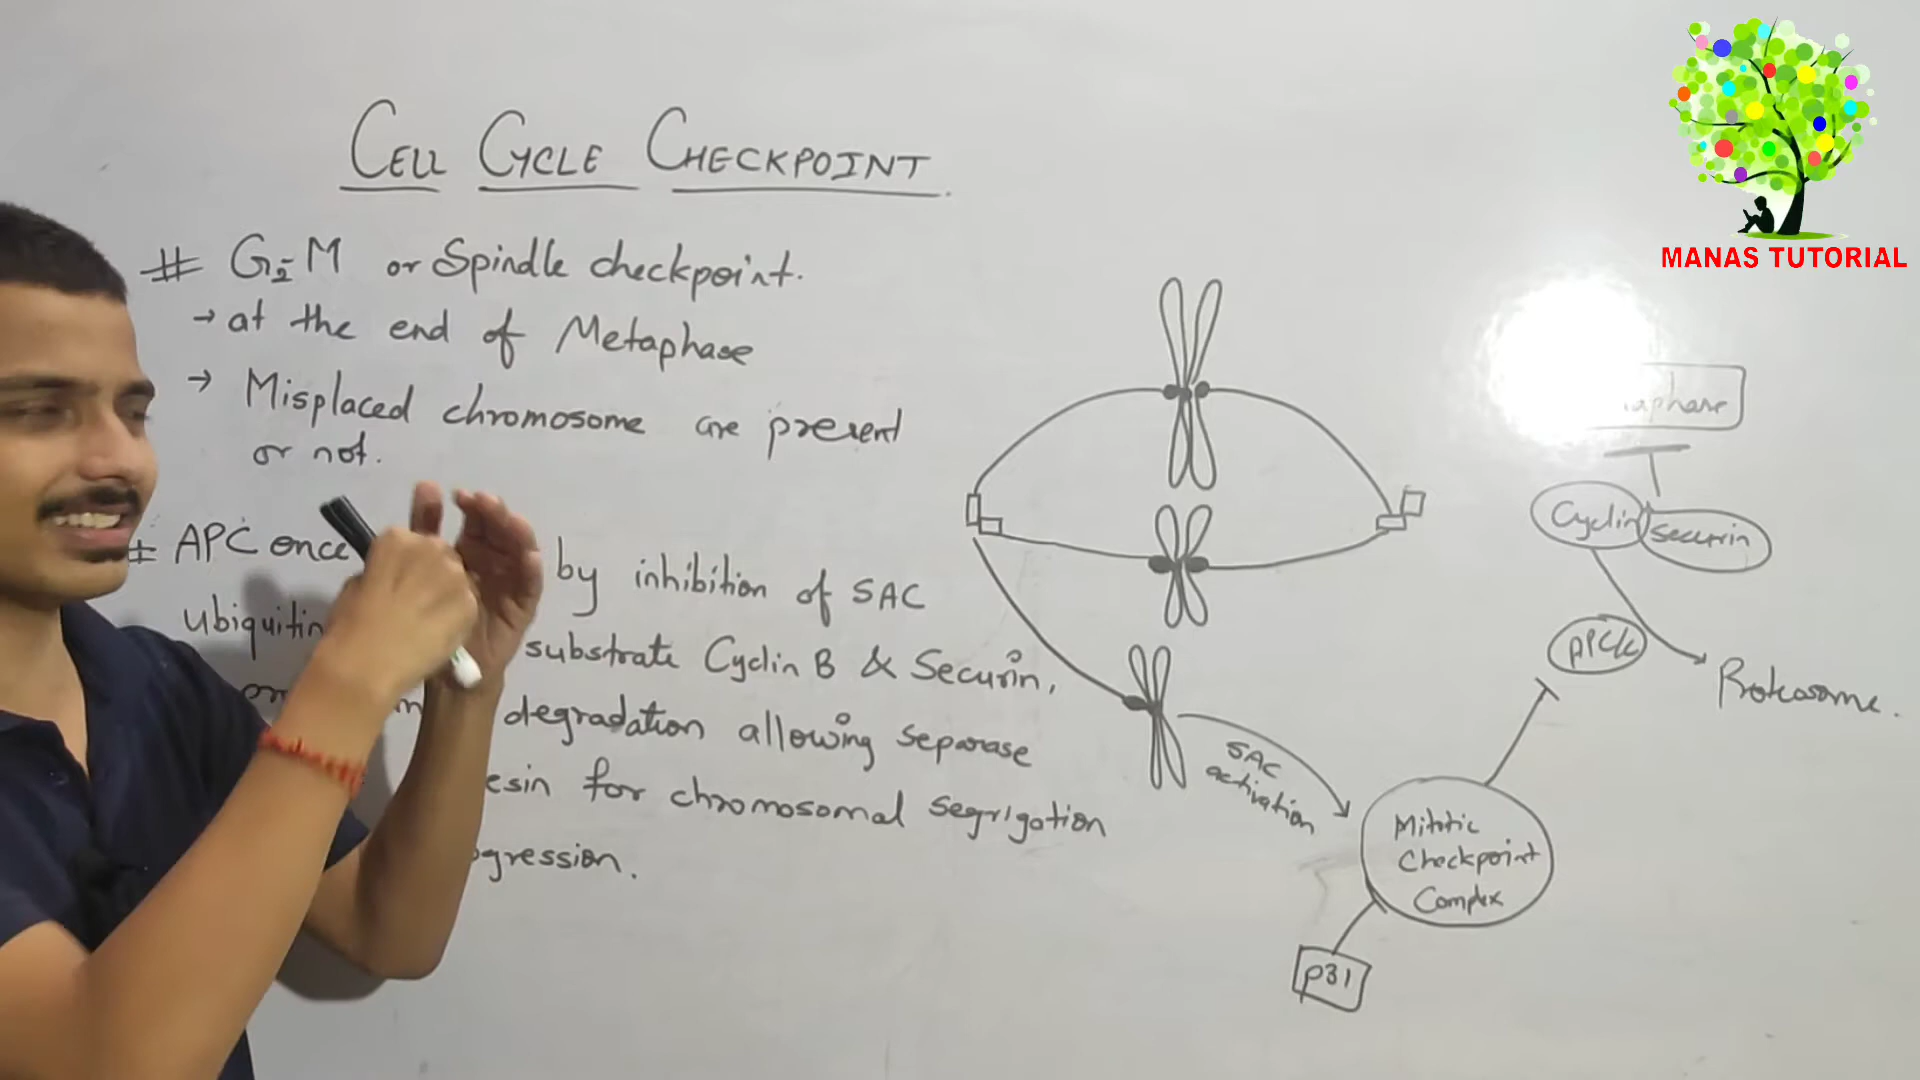 MANAS TUTORIAL
CELL CYCLE CHECKPOINT
# G2-M or Spindle checkpoint.
→ at the end of Metaphase
→ Misplaced chromosome are present
or not.
# APC once by inhibition of SAC
ubiquitin substrate Cyclin B & Securin,
degradation allowing separase
for chromosomal segrigation
aphase
Cyclin
Securin
APC/c
Proteasome.
SAC
activation
Mitotic
Checkpoint
Complex
P31